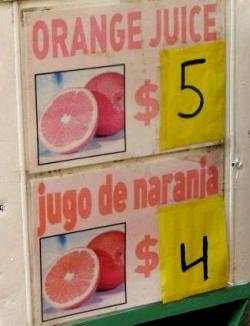 ORANGE JUICE
$5
jugo de naranja
$4